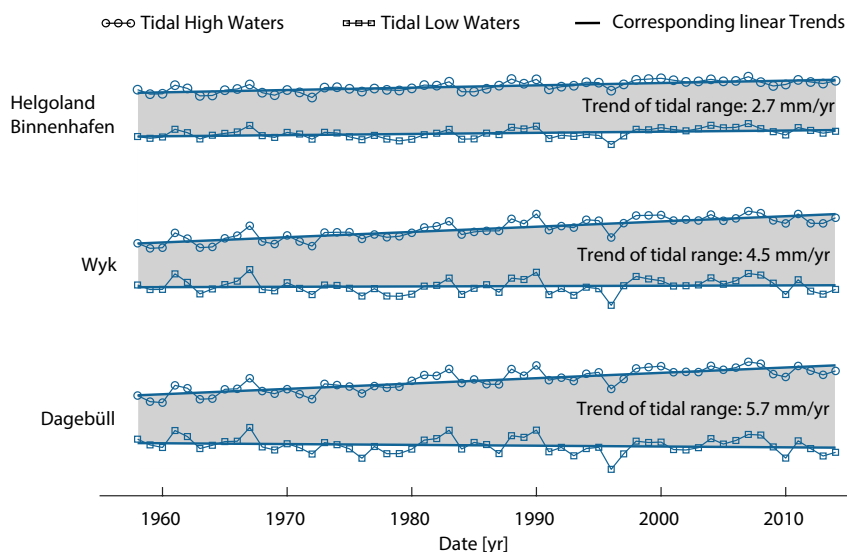 Tidal High Waters
Tidal Low Waters
Corresponding linear Trends
Helgoland
Binnenhafen
Trend of tidal range: 2.7 mm/yr
Wyk
Trend of tidal range: 4.5 mm/yr
Dagebüll
Trend of tidal range: 5.7 mm/yr
1960 1970 1980 1990 2000 2010
Date [yr]